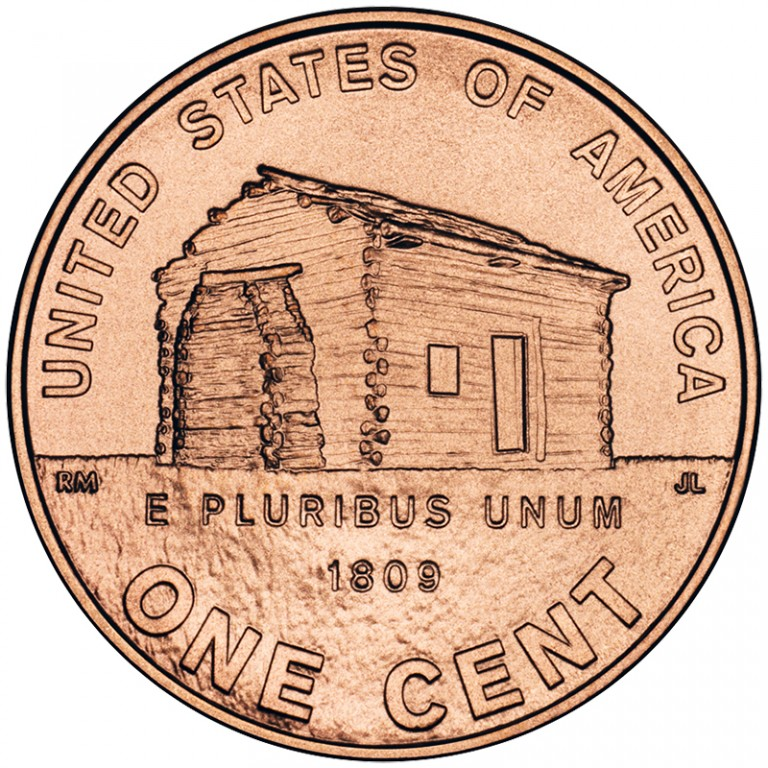 UNITED STATES OF AMERICA
RM
JL
E PLURIBUS UNUM
1809
ONE CENT